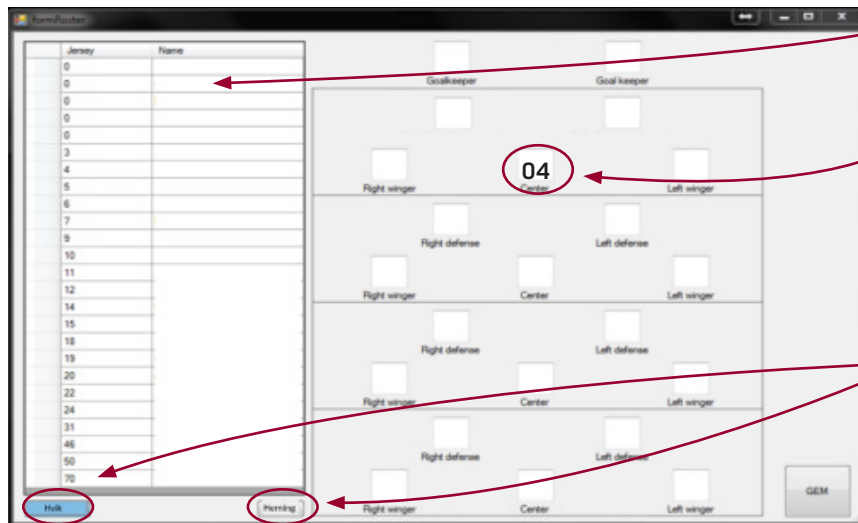 formRoster
Jersey Name
0
0
0
0
0
3
4
5
6
7
9
10
11
12
14
15
18
19
20
22
24
31
46
50
70
Hvik Herning
Goalkeeper Goal keeper
04
Right winger Center Left winger
Right defense Left defense
Right winger Center Left winger
Right defense Left defense
Right winger Center Left winger
Right defense Left defense
Right winger Center Left winger
GEM